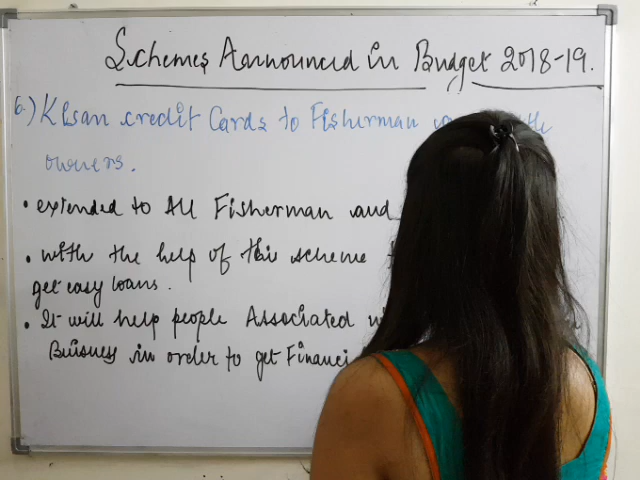 Schemes Announced in Budget 2018-19.
6.) Kisan credit Cards to Fisherman
owners.
• extended to All Fisherman and
• with the help of this scheme
get easy loans.
• It will help people Associated
Buisness in order to get